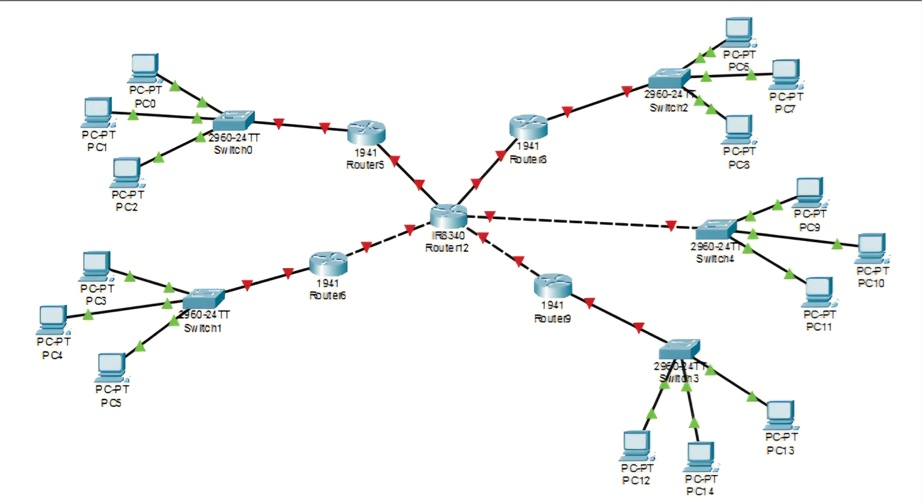 PC-PT
PC0
PC-PT
PC1
PC-PT
PC2
2960-24TT
Switch0
1941
Router5
1941
Router8
2960-24TT
Switch2
PC-PT
PC6
PC-PT
PC7
PC-PT
PC8
IR8340
Router12
2960-24TT
Switch4
PC-PT
PC9
PC-PT
PC10
PC-PT
PC11
PC-PT
PC3
PC-PT
PC4
PC-PT
PC5
2960-24TT
Switch1
1941
Router6
1941
Router9
2960-24TT
Switch3
PC-PT
PC12
PC-PT
PC14
PC-PT
PC13